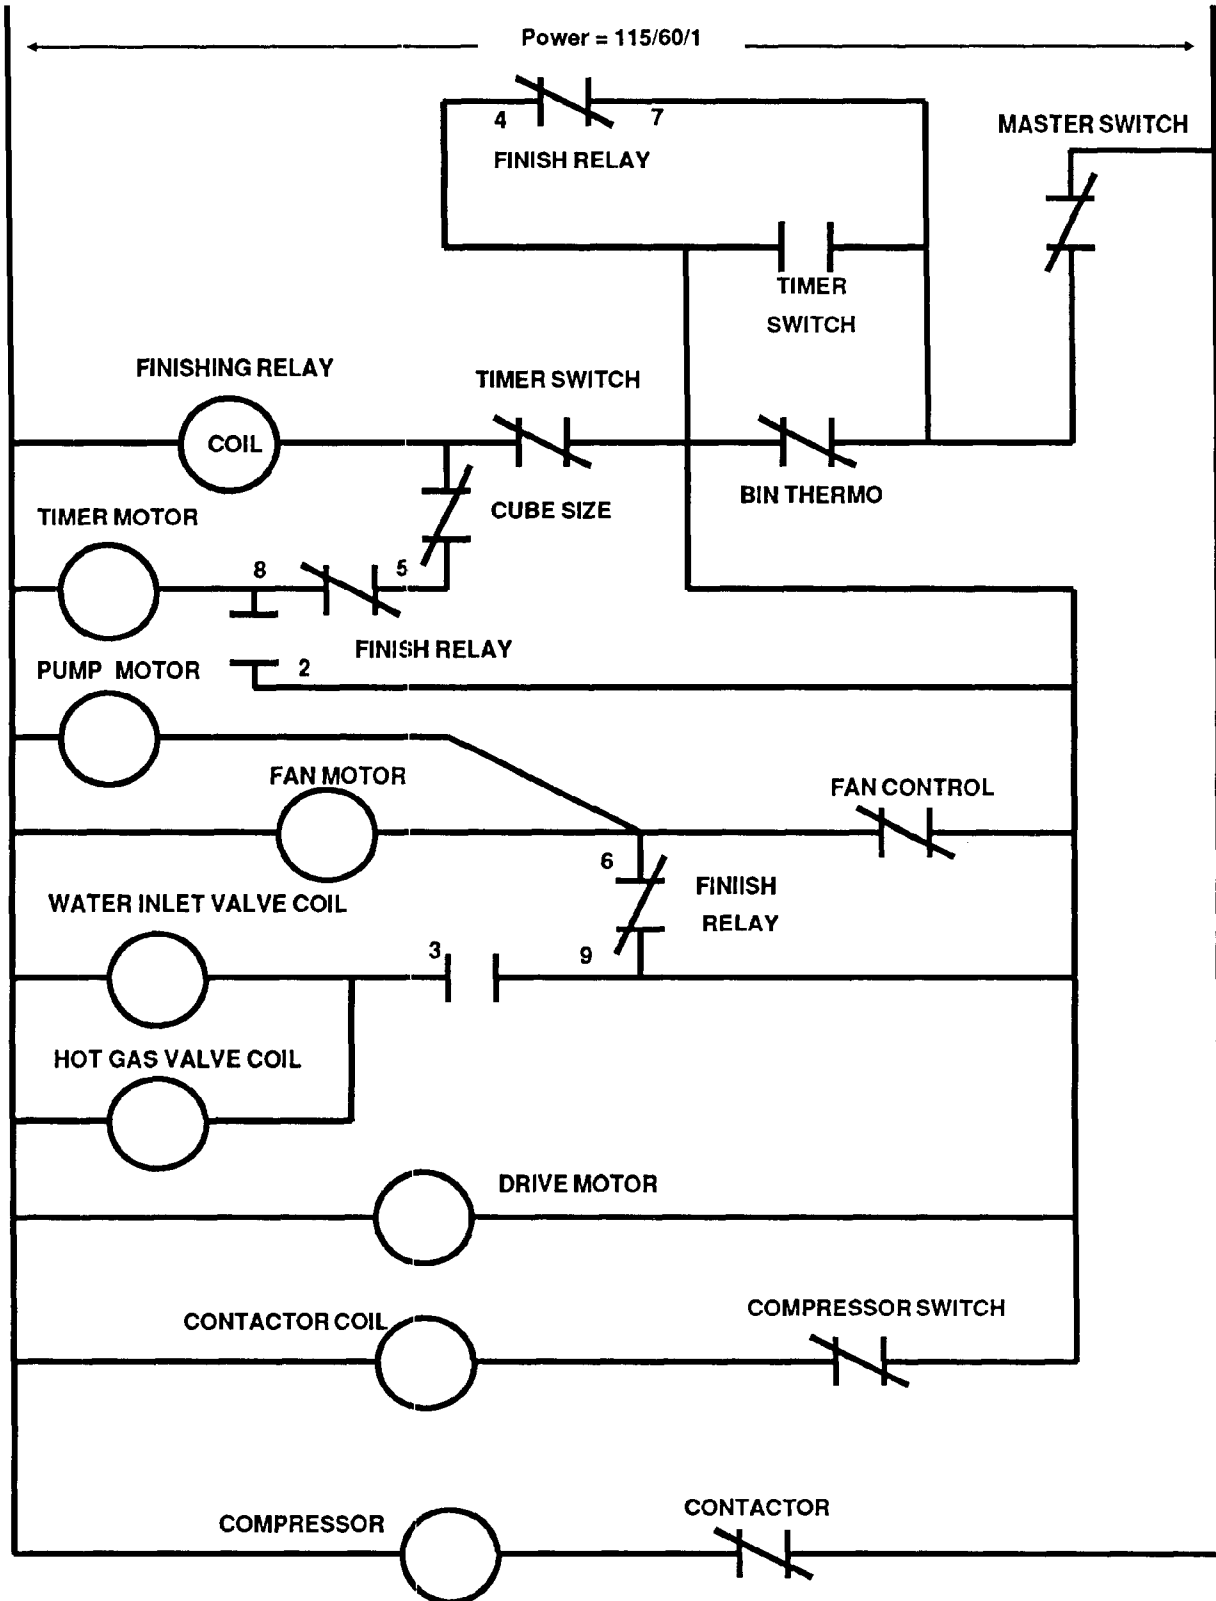 Power = 115/60/1
4
7
FINISH RELAY
MASTER SWITCH
TIMER
SWITCH
FINISHING RELAY
COIL
TIMER SWITCH
CUBE SIZE
BIN THERMO
TIMER MOTOR
8
5
FINISH RELAY
2
PUMP MOTOR
FAN MOTOR
FAN CONTROL
6
FINIISH
RELAY
WATER INLET VALVE COIL
3
9
HOT GAS VALVE COIL
DRIVE MOTOR
CONTACTOR COIL
COMPRESSOR SWITCH
COMPRESSOR
CONTACTOR